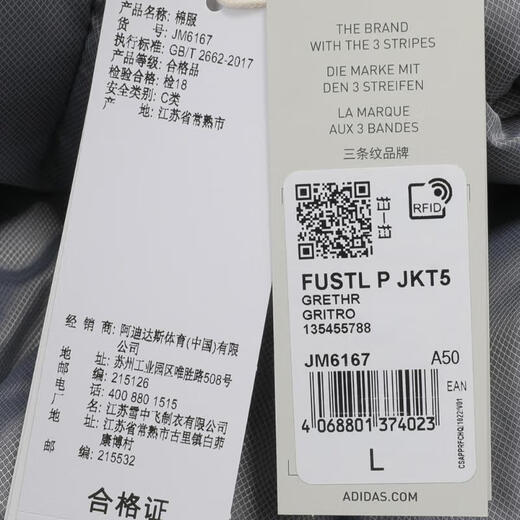 产品名称: 棉服
货 号: JM6167
执行标准: GB/T 2662-2017
产品等级: 合格品
检验合格: 检18
安全类别: C类
产 地: 江苏省常熟市
经 销 商: 阿迪达斯体育(中国)有限
公司
地 址: 苏州工业园区唯胜路508号
邮 编: 215126
电 话: 400 880 1515
厂 名: 江苏雪中飞制衣有限公司
地 址: 江苏省常熟市古里镇白茆
康博村
邮 编: 215532
合格证
THE BRAND
WITH THE 3 STRIPES
DIE MARKE MIT
DEN 3 STREIFEN
LA MARQUE
AUX 3 BANDES
三条纹品牌
RFID
FUSTL P JKT5
GRETHR
GRITRO
135455788
JM6167 A50
EAN
4 068801 374023
L
ADIDAS.COM